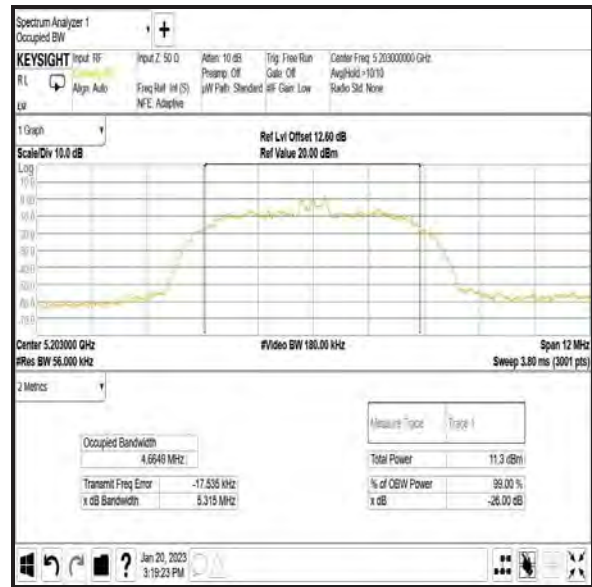 Spectrum Analyzer 1
Occupied BW
KEYSIGHT Input: RF Input Z: 50 Ω Atten: 10 dB Trig: Free Run Center Freq: 5.203000000 GHz
RL Align: Auto Freq Ref: Int (S) Preamp: Off Gate: Off Avg|Hold:>10/10
NFE: Adaptive µW Path: Standard #IF Gain: Low Radio Std: None
1 Graph
Scale/Div 10.0 dB
Ref Lvl Offset 12.60 dB
Ref Value 20.00 dBm
Log
Center 5.203000 GHz #Video BW 180.00 kHz Span 12 MHz
#Res BW 56.000 kHz Sweep 3.80 ms (3001 pts)
2 Metrics
Measure Trace Trace 1
Occupied Bandwidth
4.6649 MHz Total Power 11.3 dBm
Transmit Freq Error -17.535 kHz % of OBW Power 99.00 %
x dB Bandwidth 5.315 MHz x dB -26.00 dB
? Jan 20, 2023
3:19:23 PM